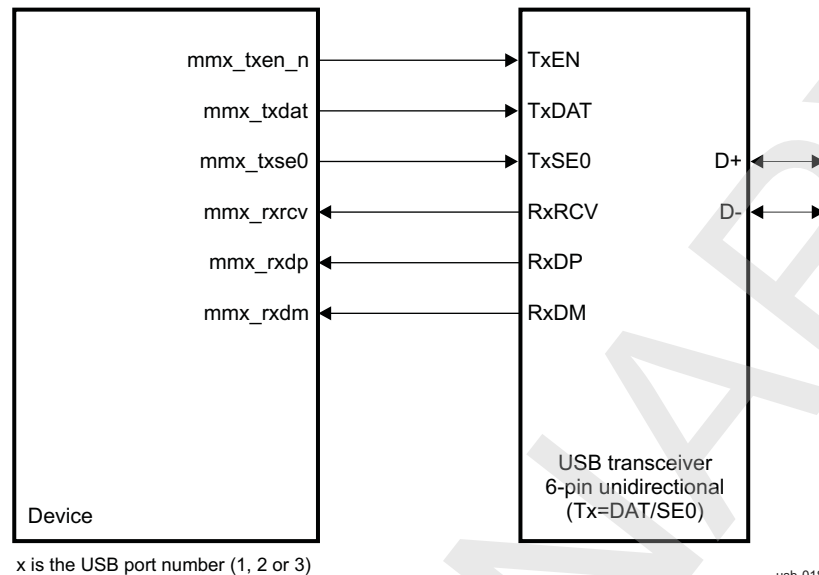 mmx_txen_n TxEN
mmx_txdat TxDAT
mmx_txse0 TxSE0 D+
mmx_rxrcv RxRCV D-
mmx_rxdp RxDP
mmx_rxdm RxDM
USB transceiver
6-pin unidirectional
(Tx=DAT/SE0)
Device
x is the USB port number (1, 2 or 3)